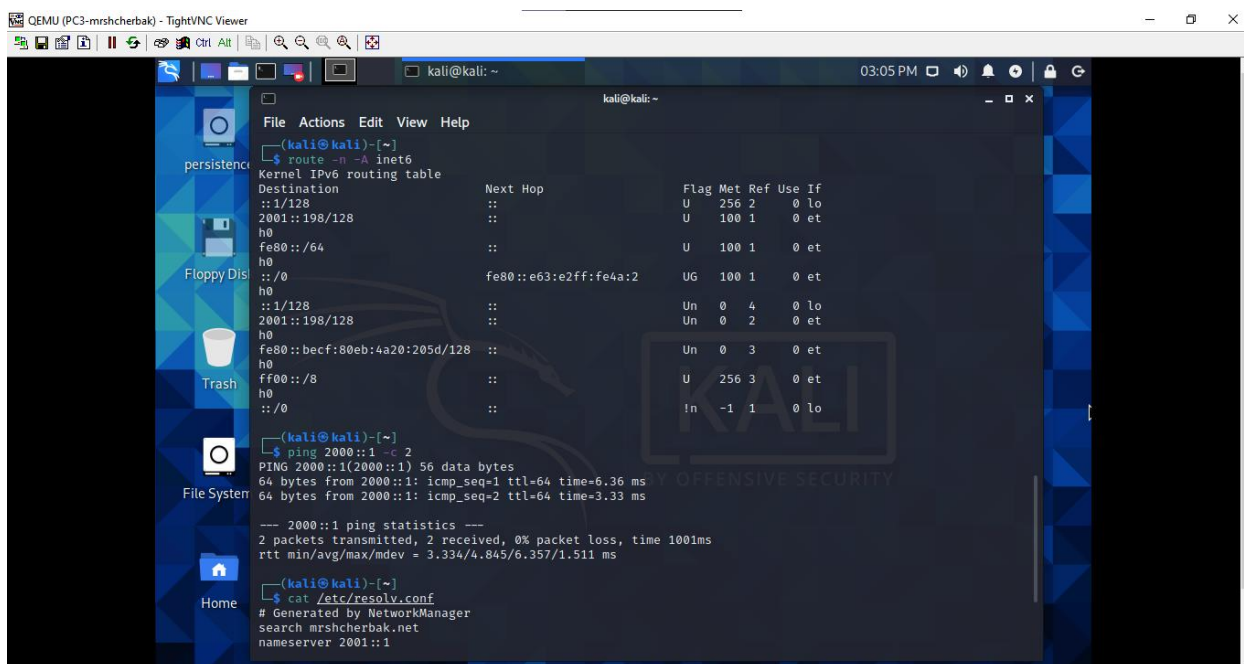 QEMU (PC3-mrshcherbak) - TightVNC Viewer
Ctrl Alt
kali@kali: ~
03:05 PM
kali@kali: ~
File Actions Edit View Help
persistence
Floppy Dis
Trash
File System
Home
(kali㉿kali)-[~]
$ route -n -A inet6
Kernel IPv6 routing table
Destination Next Hop Flag Met Ref Use If
::1/128 :: U 256 2 0 lo
2001::198/128 :: U 100 1 0 et
h0
fe80::/64 :: U 100 1 0 et
h0
::/0 fe80::e63:e2ff:fe4a:2 UG 100 1 0 et
h0
::1/128 :: Un 0 4 0 lo
2001::198/128 :: Un 0 2 0 et
h0
fe80::becf:80eb:4a20:205d/128 :: Un 0 3 0 et
h0
ff00::/8 :: U 256 3 0 et
h0
::/0 :: !n -1 1 0 lo
(kali㉿kali)-[~]
$ ping 2000::1 -c 2
PING 2000::1(2000::1) 56 data bytes
64 bytes from 2000::1: icmp_seq=1 ttl=64 time=6.36 ms
64 bytes from 2000::1: icmp_seq=2 ttl=64 time=3.33 ms
--- 2000::1 ping statistics ---
2 packets transmitted, 2 received, 0% packet loss, time 1001ms
rtt min/avg/max/mdev = 3.334/4.845/6.357/1.511 ms
(kali㉿kali)-[~]
$ cat /etc/resolv.conf
# Generated by NetworkManager
search mrshcherbak.net
nameserver 2001::1
KALI
BY OFFENSIVE SECURITY